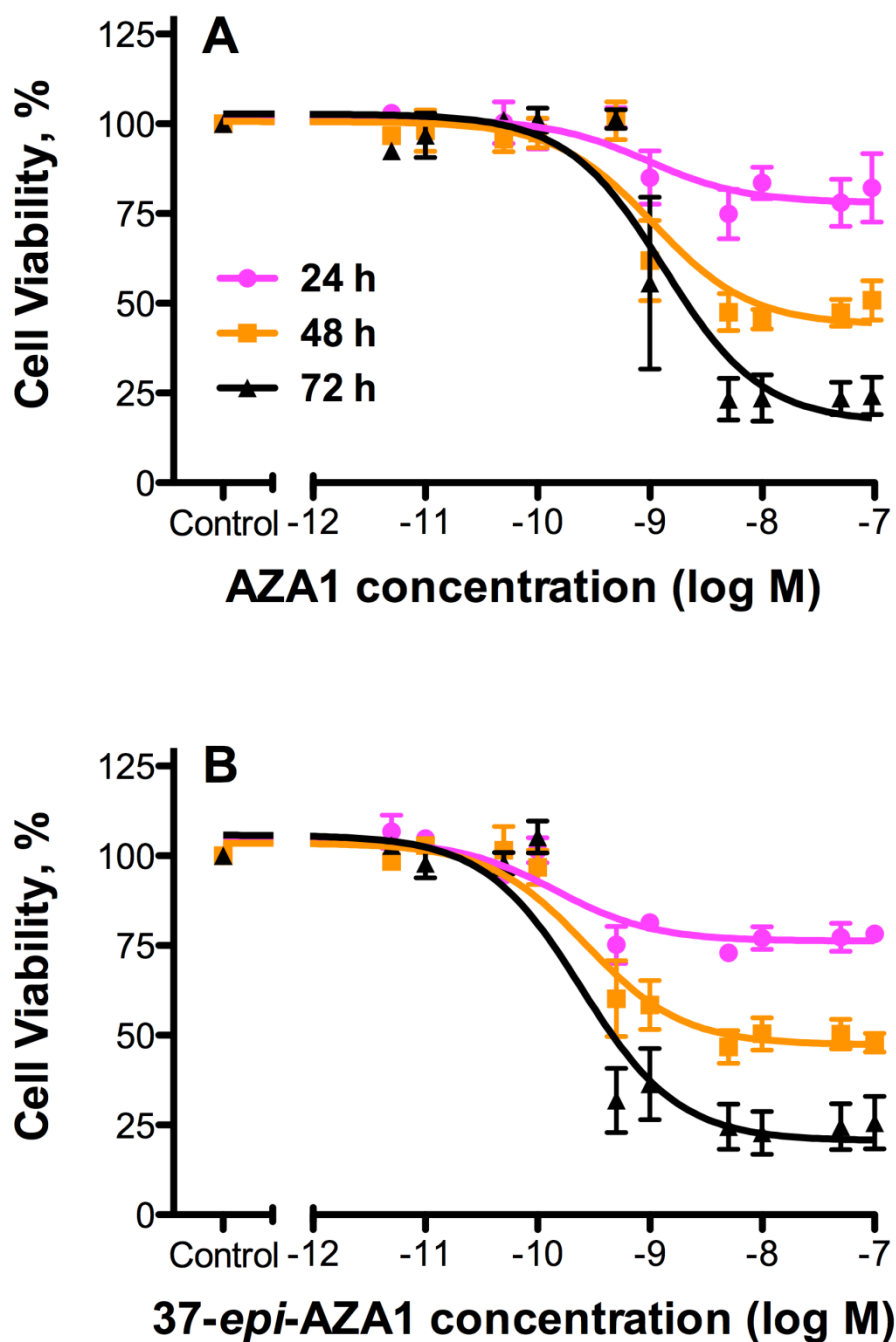 A
125
100
75
50
25
0
Cell Viability, %
24 h
48 h
72 h
Control -12 -11 -10 -9 -8 -7
AZA1 concentration (log M)
B
125
100
75
50
25
0
Cell Viability, %
Control -12 -11 -10 -9 -8 -7
37-epi-AZA1 concentration (log M)